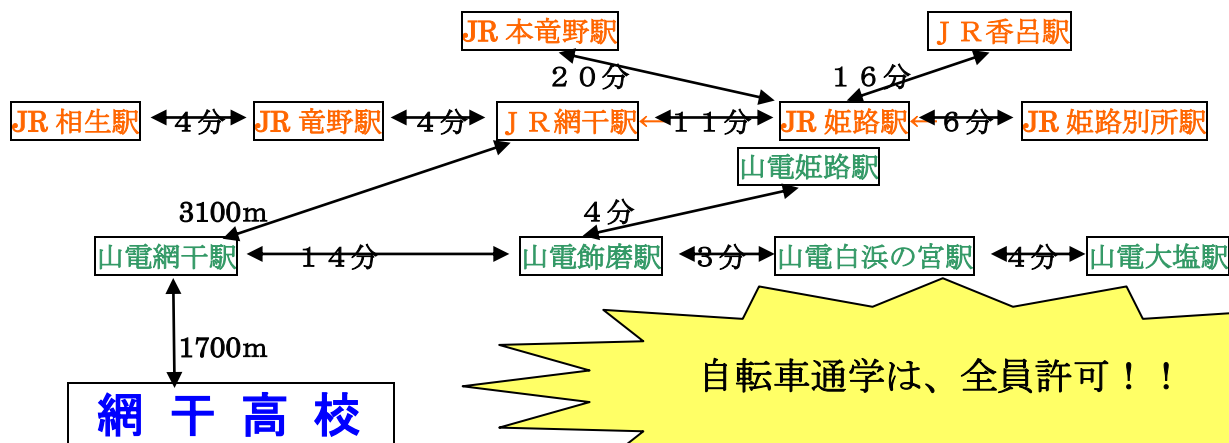 JR 本竜野駅
ＪＲ香呂駅
２０分
１６分
JR 相生駅
４分
JR 竜野駅
４分
ＪＲ網干駅←
１１分
JR 姫路駅←
６分
JR 姫路別所駅
山電姫路駅
3100m
４分
山電網干駅
１４分
山電飾磨駅
３分
山電白浜の宮駅
４分
山電大塩駅
1700m
自転車通学は、全員許可！！
網 干 高 校